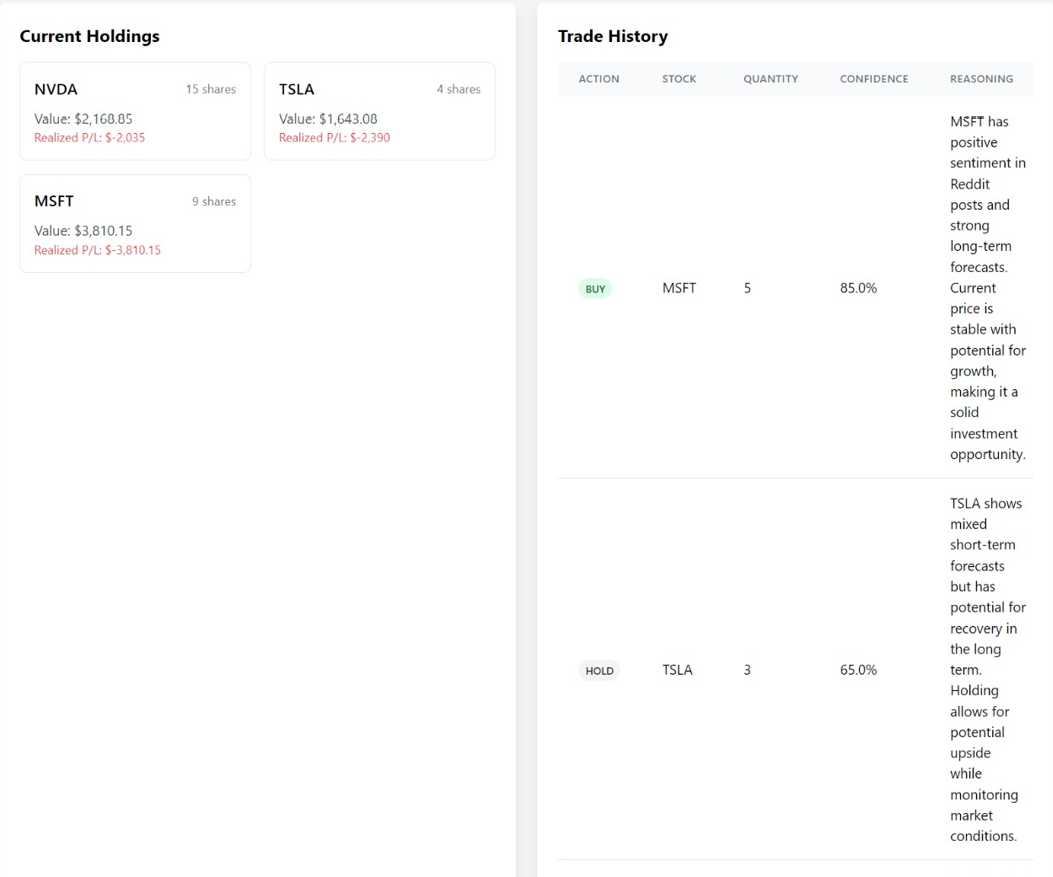 Current Holdings
NVDA 15 shares
Value: $2,168.85
Realized P/L: $-2,035
TSLA 4 shares
Value: $1,643.08
Realized P/L: $-2,390
MSFT 9 shares
Value: $3,810.15
Realized P/L: $-3,810.15
Trade History
ACTION STOCK QUANTITY CONFIDENCE REASONING
BUY MSFT 5 85.0%
MSFT has
positive
sentiment in
Reddit
posts and
strong
long-term
forecasts.
Current
price is
stable with
potential for
growth,
making it a
solid
investment
opportunity.
HOLD TSLA 3 65.0%
TSLA shows
mixed
short-term
forecasts
but has
potential for
recovery in
the long
term.
Holding
allows for
potential
upside
while
monitoring
market
conditions.